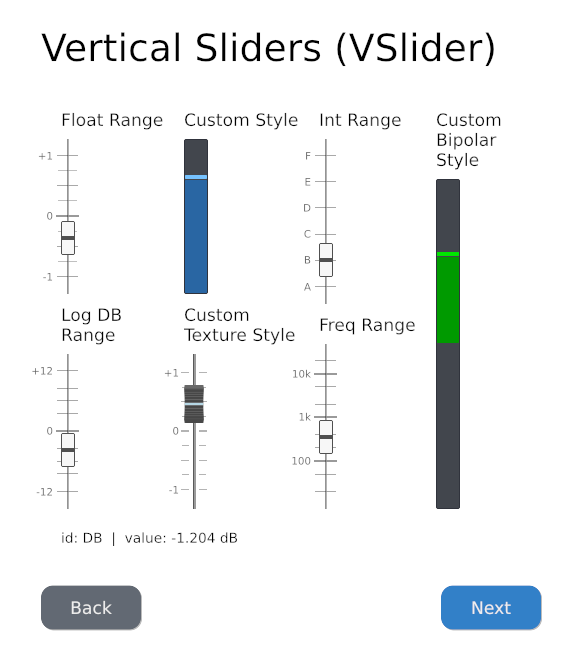 Vertical Sliders (VSlider)
Float Range
+1
0
-1
Custom Style
Int Range
F
E
D
C
B
A
Custom
Bipolar
Style
Log DB
Range
+12
0
-12
Custom
Texture Style
+1
0
-1
Freq Range
10k
1k
100
id: DB | value: -1.204 dB
Back
Next